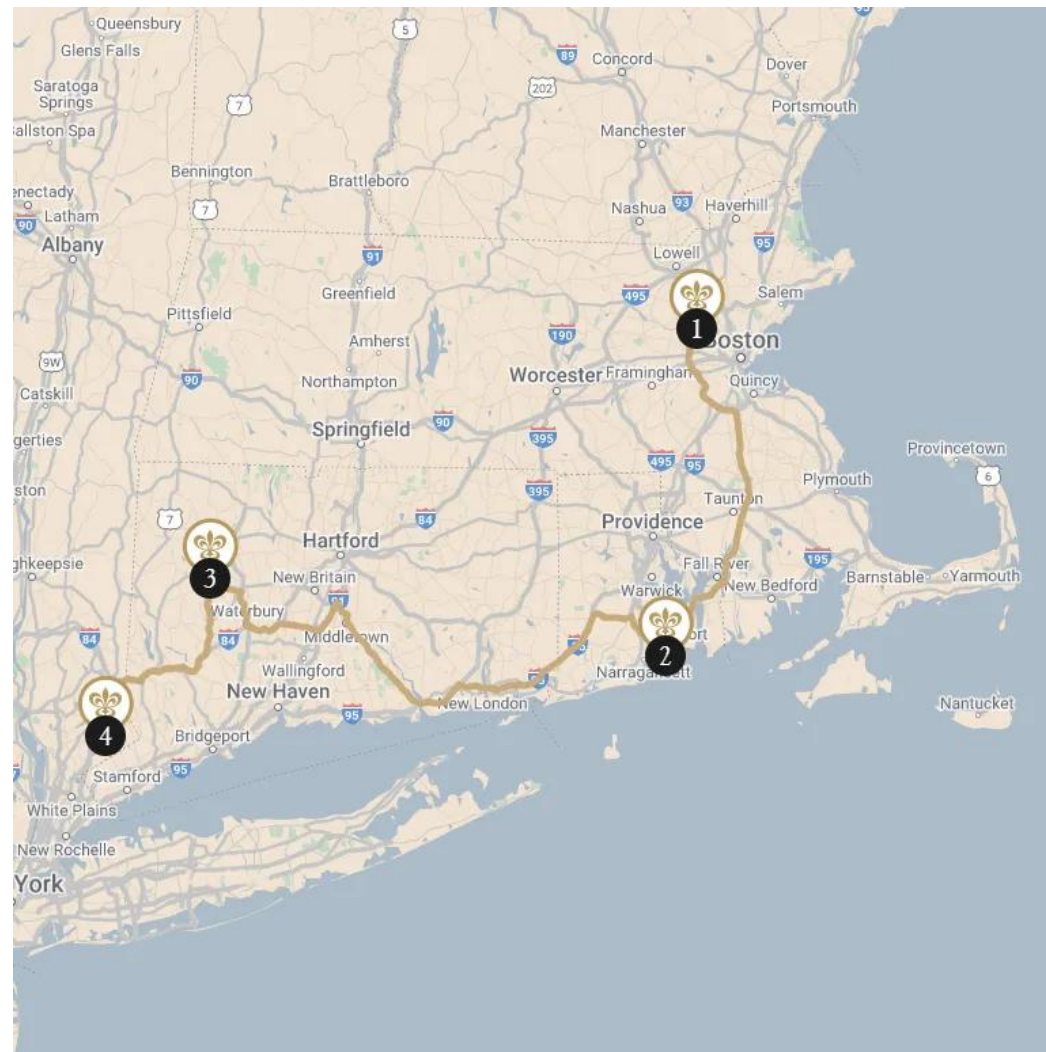 Queensbury
5
95
Glens Falls
89
Concord
Dover
Saratoga
Springs
202
7
Portsmouth
allston Spa
Manchester
Bennington
Brattleboro
enectady
7
Nashua
93
Haverhill
Latham
90
Albany
91
95
Lowell
Greenfield
495
Salem
Pittsfield
190
1
Boston
Amherst
9W
Worcester
Framingham
Quincy
90
Northampton
Catskill
90
Springfield
395
gerties
495
95
Provincetown
ston
395
Taunton
Plymouth
6
7
84
Providence
Hartford
ghkeepsie
Fall River
195
3
New Britain
Warwick
New Bedford
Barnstable
Yarmouth
91
Waterbury
84
84
Middletown
ort
2
Wallingford
Narragansett
New Haven
95
New London
Nantucket
4
95
Bridgeport
Stamford
95
White Plains
New Rochelle
York